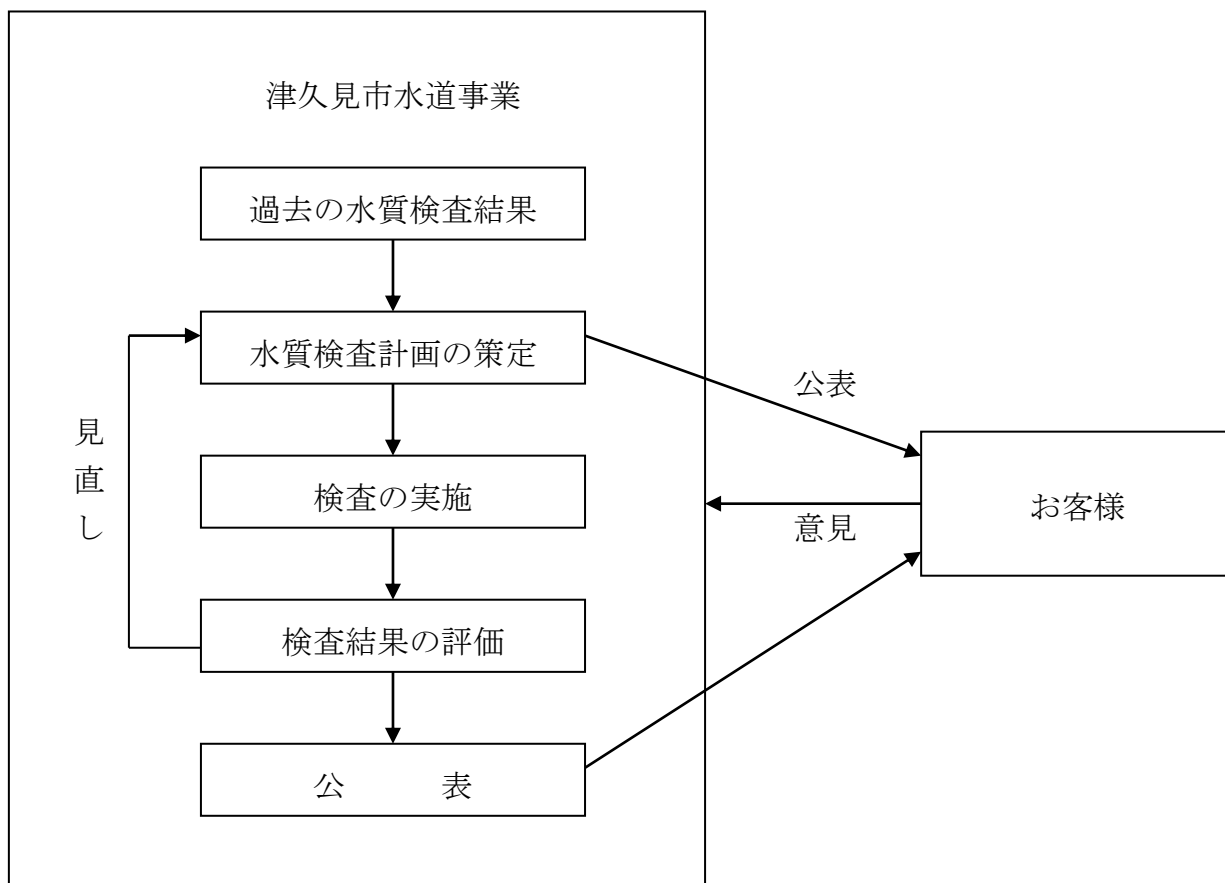 津久見市水道事業
過去の水質検査結果
水質検査計画の策定
公表
見直し
検査の実施
お客様
意見
検査結果の評価
公　　　表